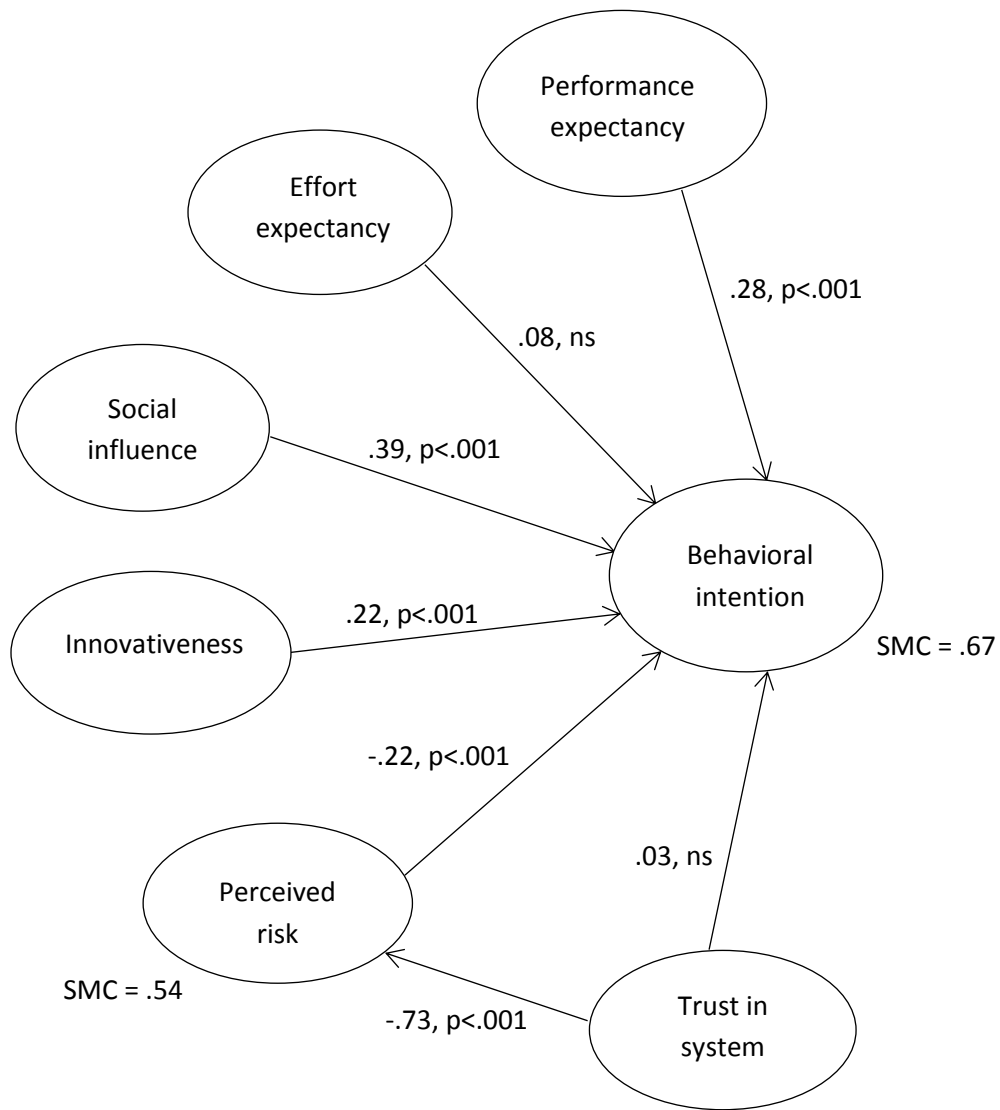 Performance
expectancy
Effort
expectancy
.28, p<.001
.08, ns
Social
influence
.39, p<.001
Behavioral
intention
.22, p<.001
Innovativeness
SMC = .67
-.22, p<.001
.03, ns
Perceived
risk
SMC = .54
-.73, p<.001
Trust in
system